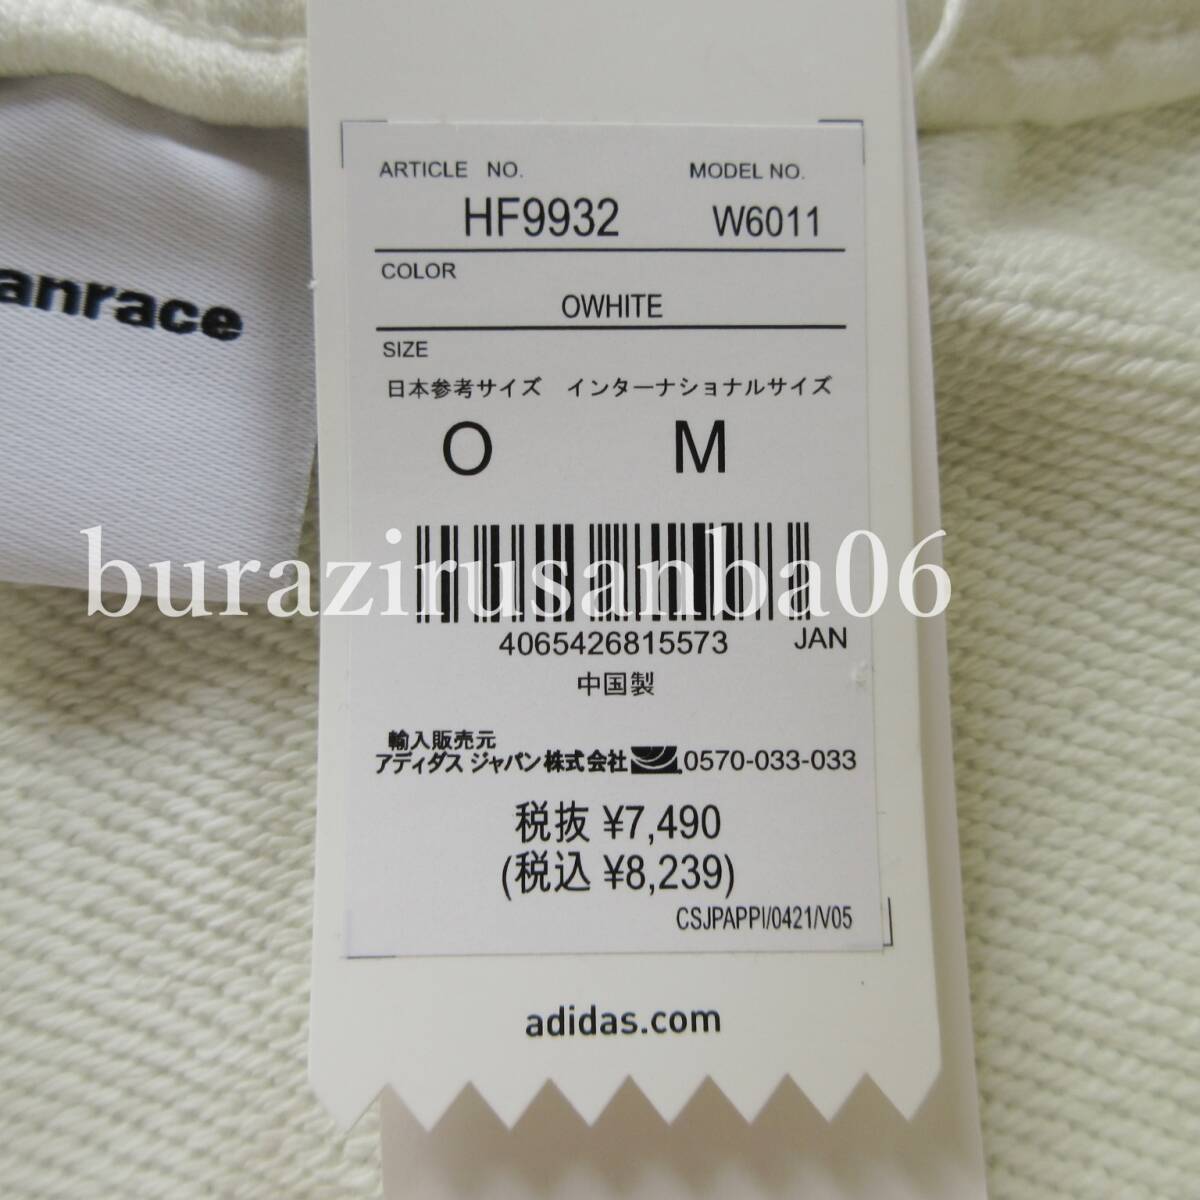 ARTICLE NO. MODEL NO.
HF9932 W6011
COLOR
OWHITE
SIZE
日本参考サイズ インターナショナルサイズ
O M
anrace
burazirusanba06
4065426815573 JAN
中国製
輸入販売元
アディダス ジャパン株式会社 0570-033-033
税抜 ¥7,490
(税込 ¥8,239)
CSJPAPPI/0421/V05
adidas.com